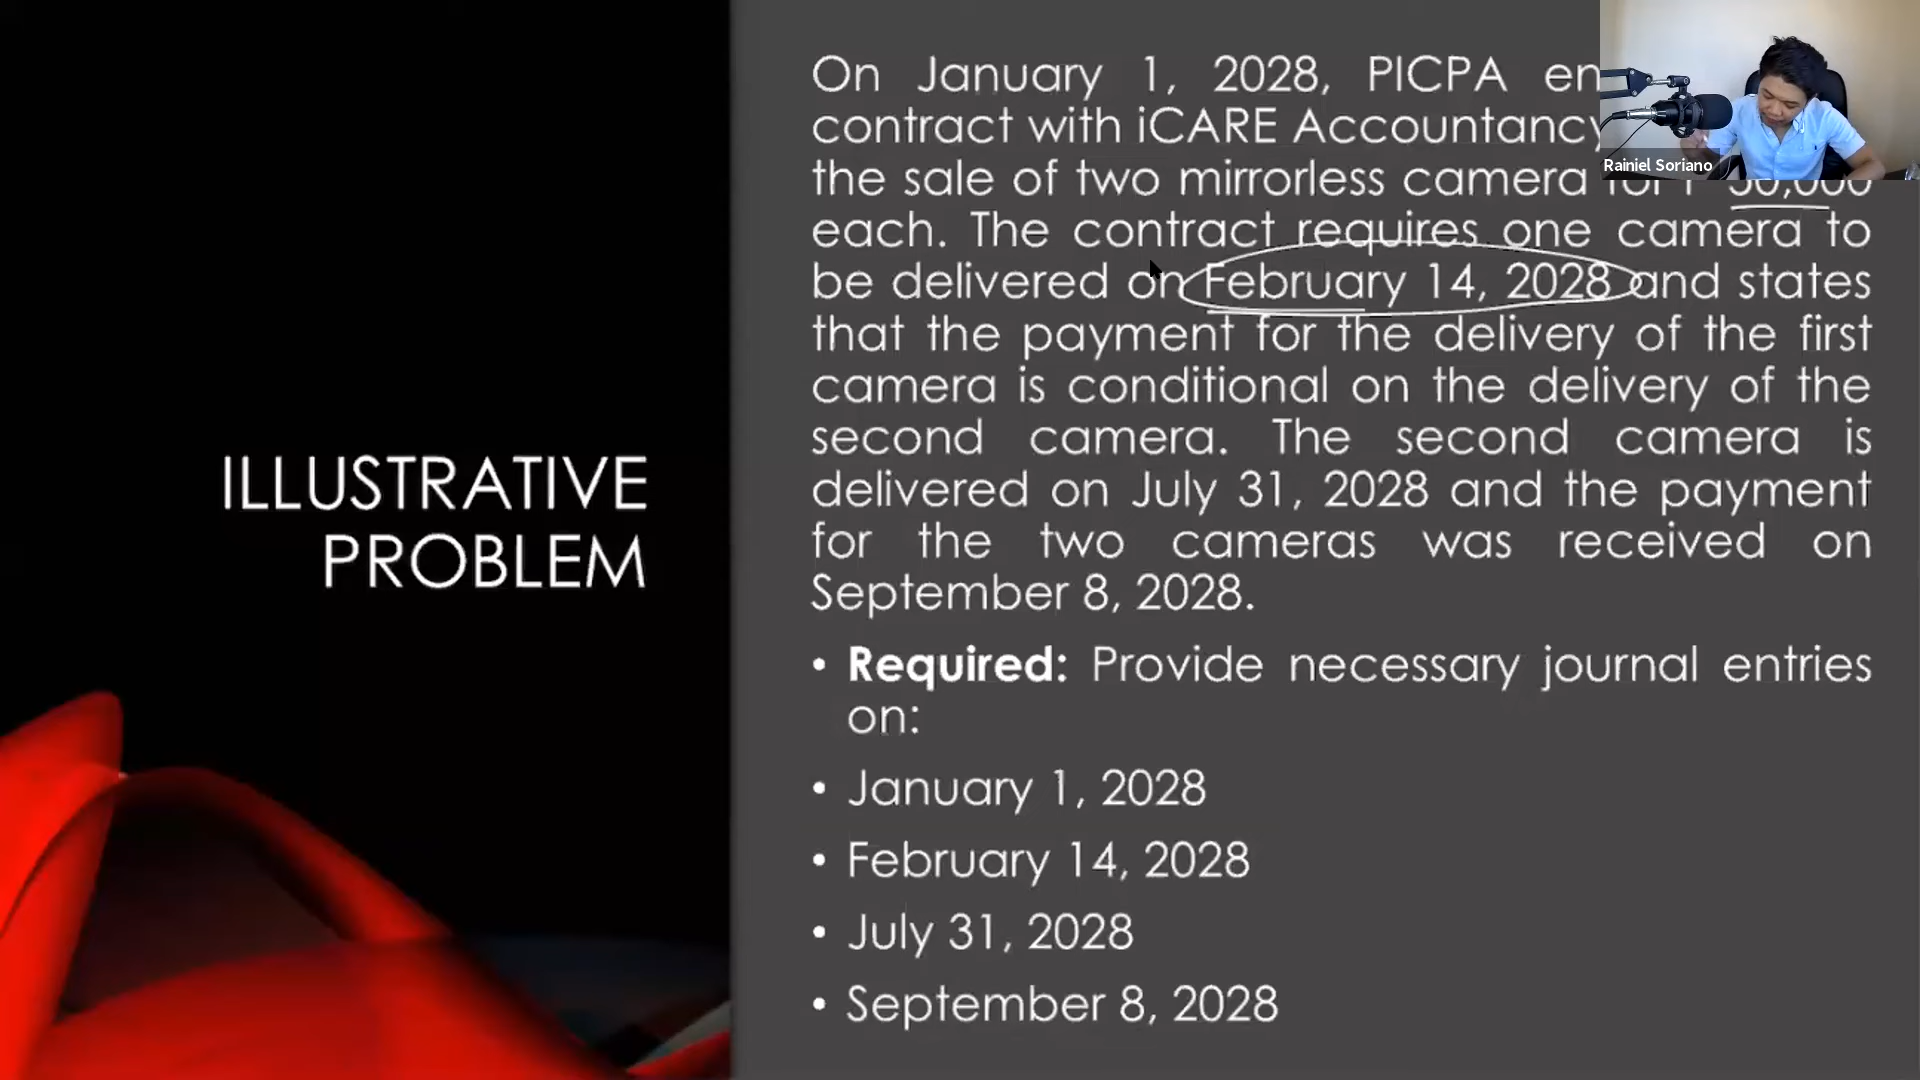 ILLUSTRATIVE
PROBLEM
On January 1, 2028, PICPA en
contract with iCARE Accountancy
the sale of two mirrorless camera
each. The contract requires one camera to
be delivered on February 14, 2028 and states
that the payment for the delivery of the first
camera is conditional on the delivery of the
second camera. The second camera is
delivered on July 31, 2028 and the payment
for the two cameras was received on
September 8, 2028.
• Required: Provide necessary journal entries
on:
• January 1, 2028
• February 14, 2028
• July 31, 2028
• September 8, 2028
Rainiel Soriano